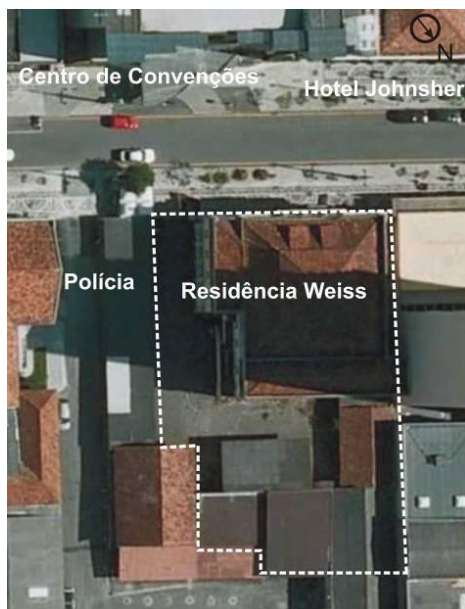 N
Centro de Convenções
Hotel Johnsher
Polícia
Residência Weiss